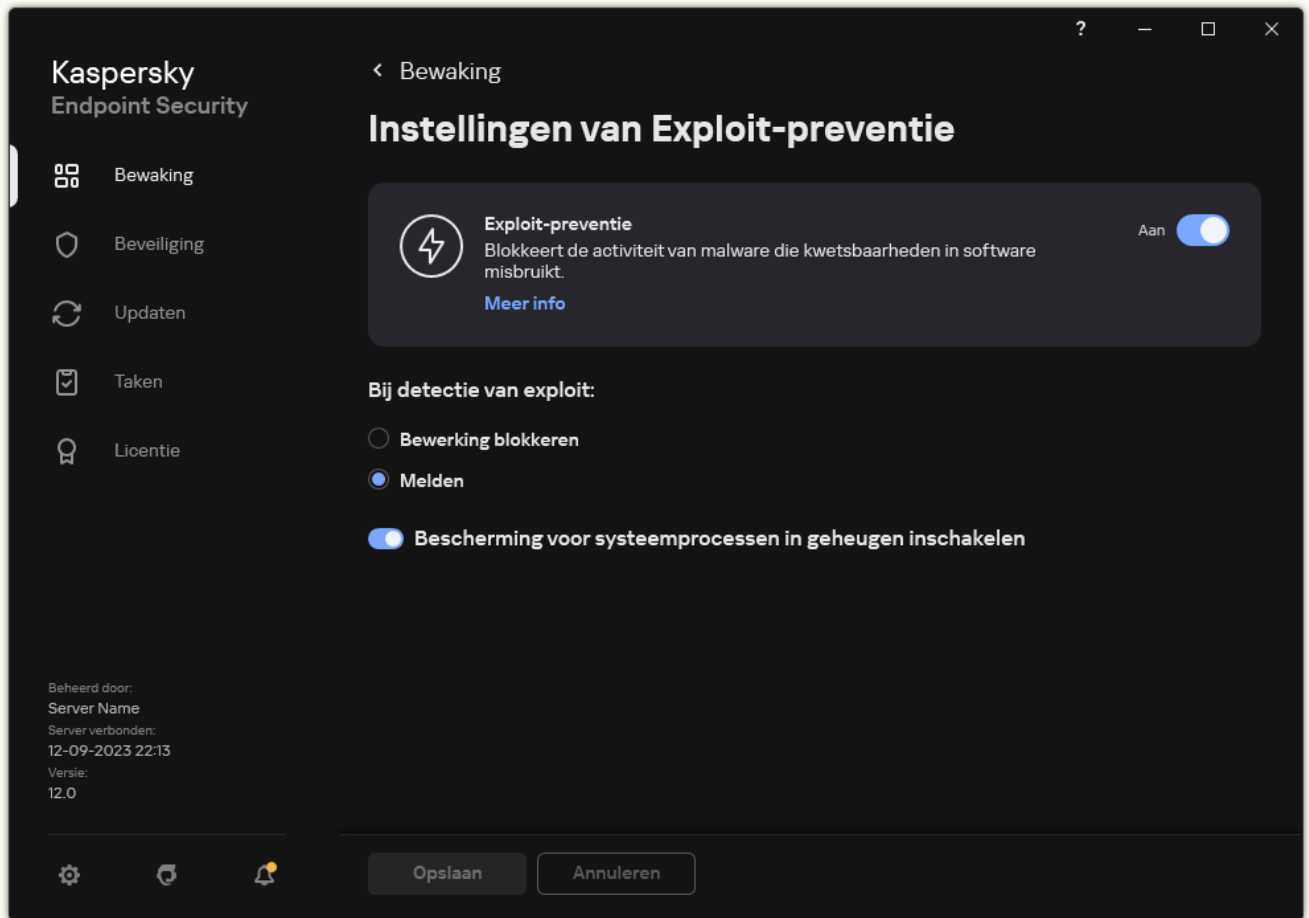 ?
Kaspersky
Endpoint Security
Bewaking
Beveiliging
Updaten
Taken
Licentie
Beheerd door:
Server Name
Server verbonden:
12-09-2023 22:13
Versie:
12.0
Bewaking
Instellingen van Exploit-preventie
Exploit-preventie
Blokkeert de activiteit van malware die kwetsbaarheden in software
misbruikt.
Meer info
Aan
Bij detectie van exploit:
Bewerking blokkeren
Melden
Bescherming voor systeemprocessen in geheugen inschakelen
Opslaan
Annuleren